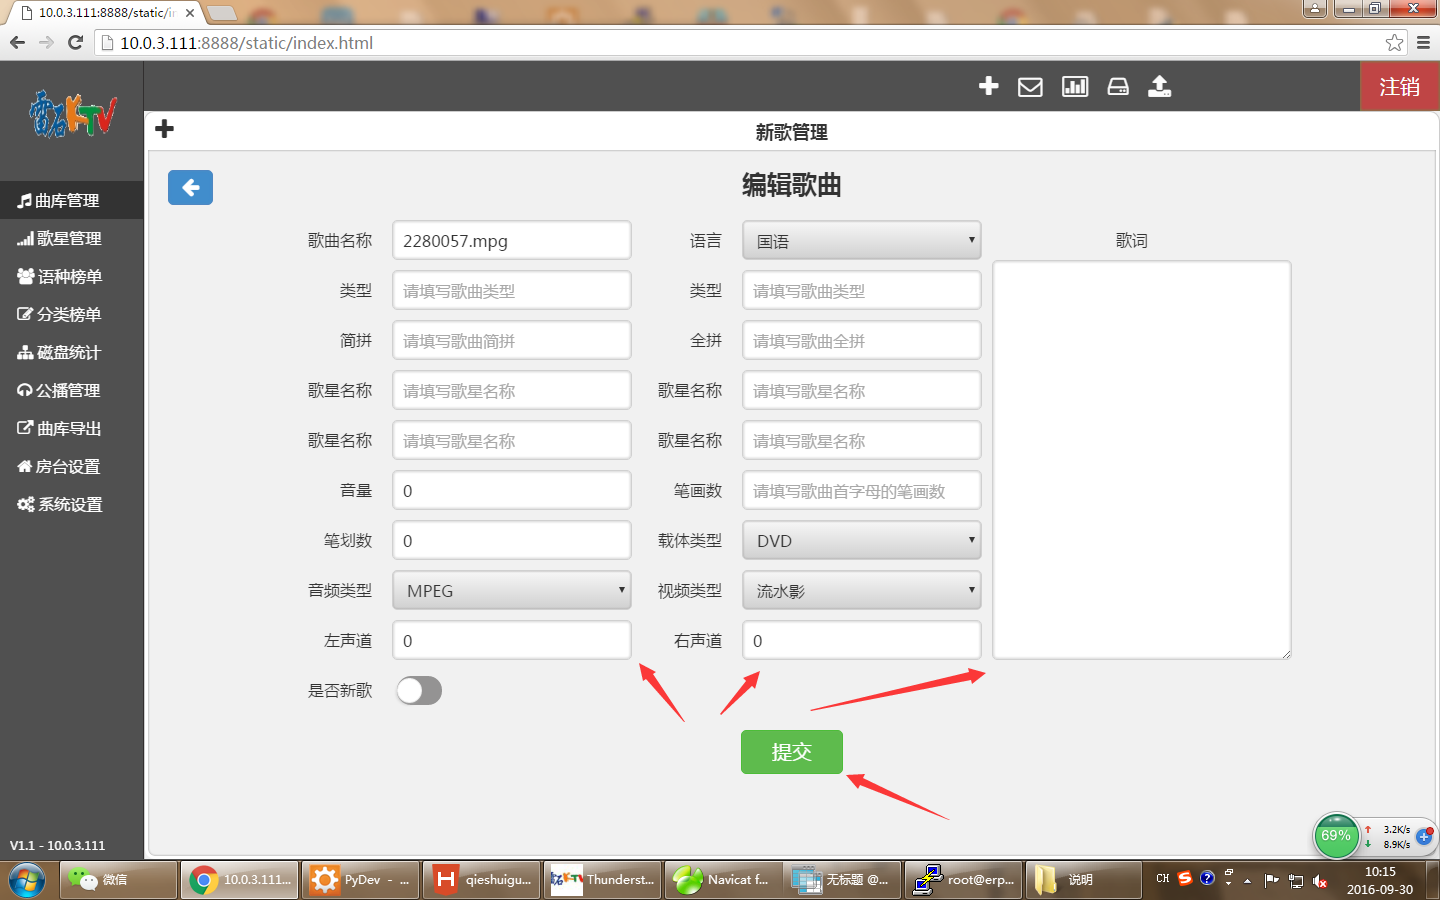 10.0.3.111:8888/static/in
10.0.3.111:8888/static/index.html
雷石KTV
注销
新歌管理
曲库管理
歌星管理
语种榜单
分类榜单
磁盘统计
公播管理
曲库导出
房台设置
系统设置
V1.1 - 10.0.3.111
编辑歌曲
歌曲名称 2280057.mpg 语言 国语 歌词
类型 请填写歌曲类型 类型 请填写歌曲类型
简拼 请填写歌曲简拼 全拼 请填写歌曲全拼
歌星名称 请填写歌星名称 歌星名称 请填写歌星名称
歌星名称 请填写歌星名称 歌星名称 请填写歌星名称
音量 0 笔画数 请填写歌曲首字母的笔画数
笔划数 0 载体类型 DVD
音频类型 MPEG 视频类型 流水影
左声道 0 右声道 0
是否新歌
提交
69% 3.2K/s
8.9K/s
微信 10.0.3.111... PyDev - ... qieshuigu... Thunderst... Navicat f... 无标题 @... root@erp... 说明 CH 10:15
2016-09-30